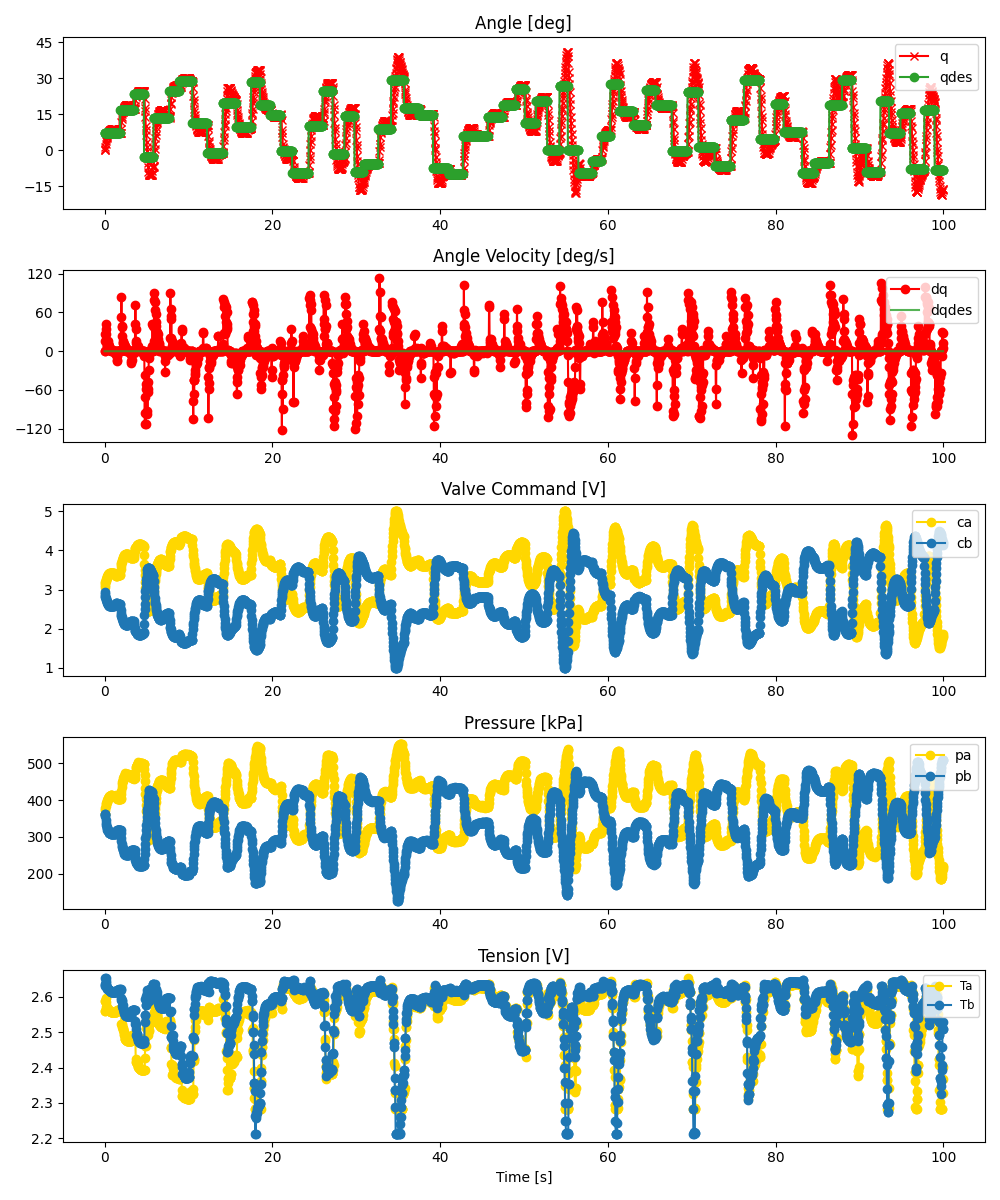 Angle [deg]
45
30
15
0
−15
q
qdes
0 20 40 60 80 100
Angle Velocity [deg/s]
120
60
0
−60
−120
dq
dqdes
0 20 40 60 80 100
Valve Command [V]
5
4
3
2
1
ca
cb
0 20 40 60 80 100
Pressure [kPa]
500
400
300
200
pa
pb
0 20 40 60 80 100
Tension [V]
2.6
2.5
2.4
2.3
2.2
Ta
Tb
0 20 40 60 80 100
Time [s]